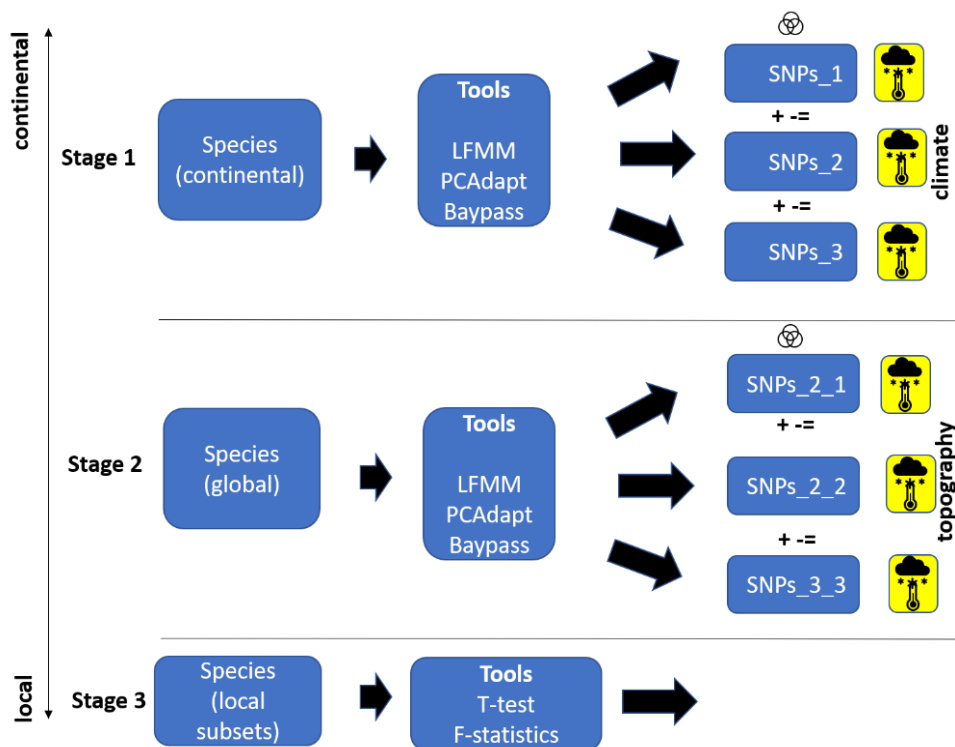 continental
Stage 1
Species
(continental)
Tools
LFMM
PCAdapt
Baypass
SNPs_1
+ -=
SNPs_2
+ -=
SNPs_3
climate
Stage 2
Species
(global)
Tools
LFMM
PCAdapt
Baypass
SNPs_2_1
+ -=
SNPs_2_2
+ -=
SNPs_3_3
topography
local
Stage 3
Species
(local
subsets)
Tools
T-test
F-statistics